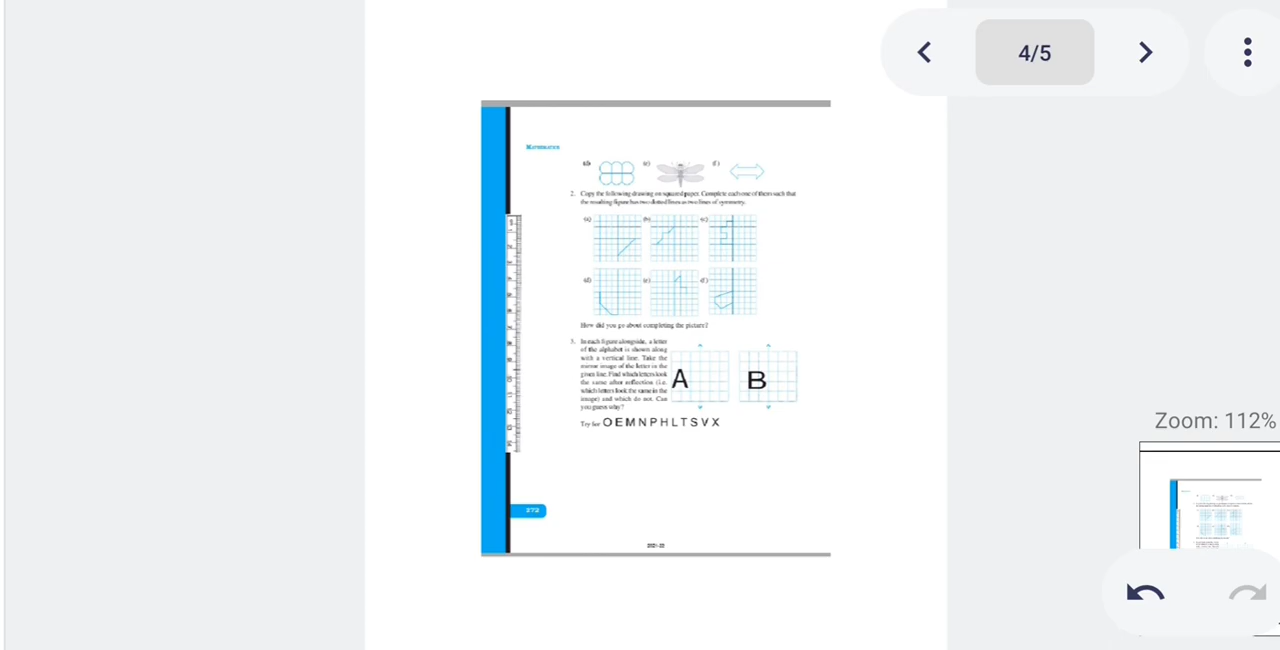 4/5
MATHEMATICS
(d) (e) (f)
2. Copy the following drawing on squared paper. Complete each one of them such that
the resulting figure has two dotted lines as two lines of symmetry.
(a) (b) (c)
(d) (e) (f)
How did you go about completing the picture?
3. In each figure alongside, a letter
of the alphabet is shown along
with a vertical line. Take the
mirror image of the letter in the
given line. Find which letters look
the same after reflection (i.e.
which letters look the same in the
image) and which do not. Can
you guess why?
A B
Try for O E M N P H L T S V X
272
Zoom: 112%